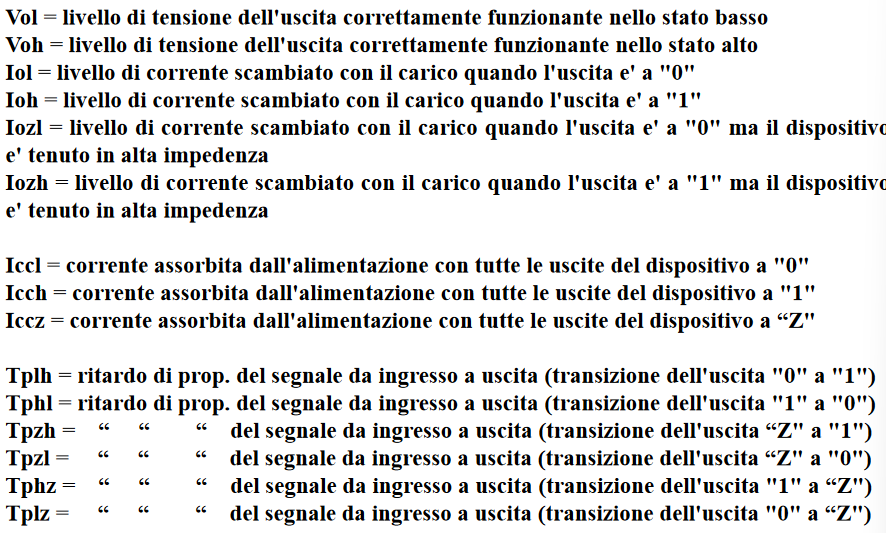 Vol = livello di tensione dell'uscita correttamente funzionante nello stato basso
Voh = livello di tensione dell'uscita correttamente funzionante nello stato alto
Iol = livello di corrente scambiato con il carico quando l'uscita e' a "0"
Ioh = livello di corrente scambiato con il carico quando l'uscita e' a "1"
Iozl = livello di corrente scambiato con il carico quando l'uscita e' a "0" ma il dispositivo
e' tenuto in alta impedenza
Iozh = livello di corrente scambiato con il carico quando l'uscita e' a "1" ma il dispositivo
e' tenuto in alta impedenza
Iccl = corrente assorbita dall'alimentazione con tutte le uscite del dispositivo a "0"
Icch = corrente assorbita dall'alimentazione con tutte le uscite del dispositivo a "1"
Iccz = corrente assorbita dall'alimentazione con tutte le uscite del dispositivo a “Z"
Tplh = ritardo di prop. del segnale da ingresso a uscita (transizione dell'uscita "0" a "1")
Tphl = ritardo di prop. del segnale da ingresso a uscita (transizione dell'uscita "1" a "0")
Tpzh = “ “ “ del segnale da ingresso a uscita (transizione dell'uscita “Z" a "1")
Tpzl = “ “ “ del segnale da ingresso a uscita (transizione dell'uscita “Z" a "0")
Tphz = “ “ “ del segnale da ingresso a uscita (transizione dell'uscita "1" a “Z")
Tplz = “ “ “ del segnale da ingresso a uscita (transizione dell'uscita "0" a “Z")